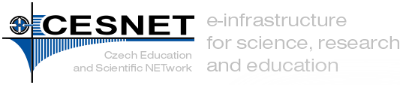 CESNET
Czech Education
and Scientific NETwork
e-infrastructure
for science, research
and education